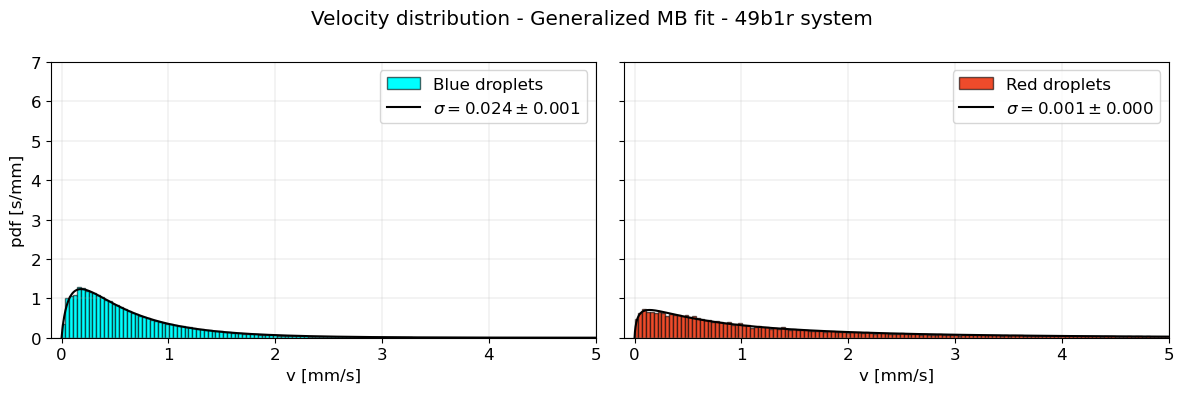 Velocity distribution - Generalized MB fit - 49b1r system
pdf [s/mm]
7
6
5
4
3
2
1
0
Blue droplets
σ = 0.024 ± 0.001
0 1 2 3 4 5
v [mm/s]
Red droplets
σ = 0.001 ± 0.000
0 1 2 3 4 5
v [mm/s]